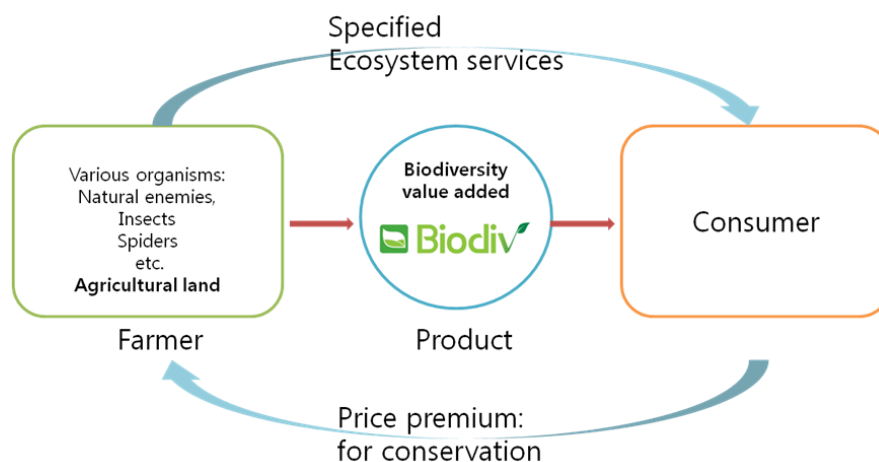 Specified
Ecosystem services
Various organisms:
Natural enemies,
Insects
Spiders
etc.
Agricultural land
Biodiversity
value added
Biodiv
Consumer
Farmer
Product
Price premium:
for conservation